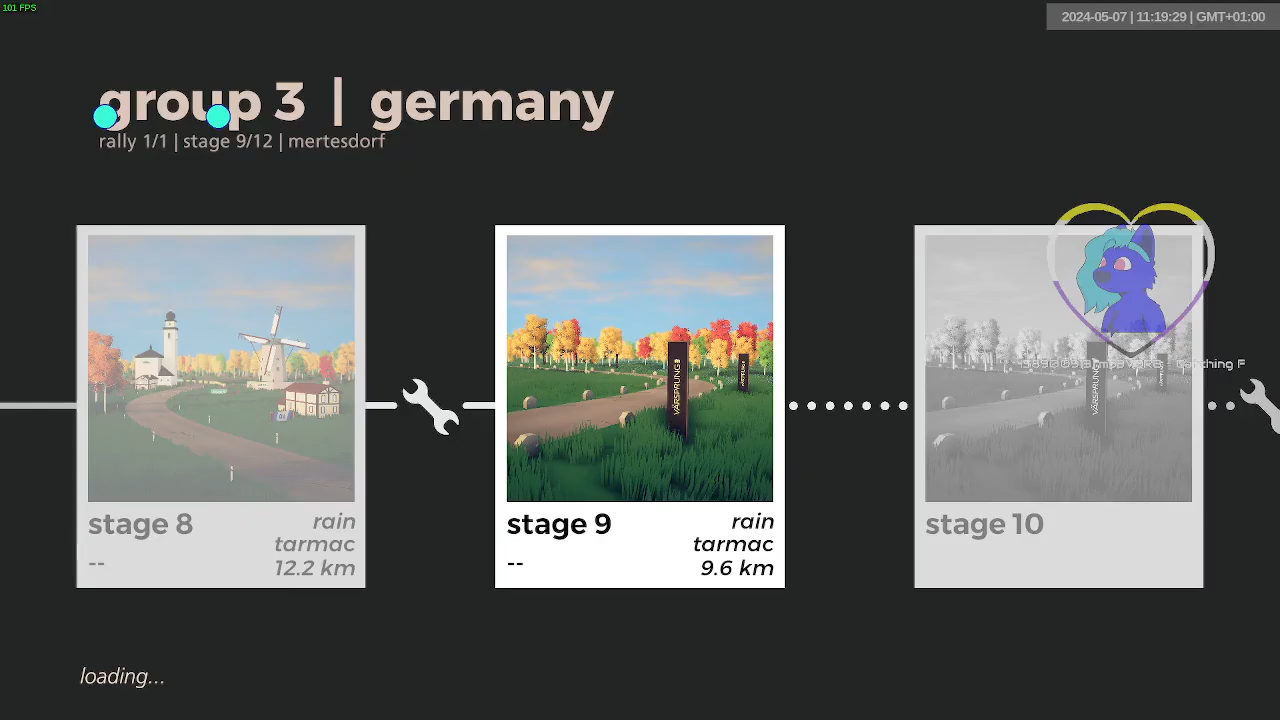 101 FPS
2024-05-07 | 11:19:29 | GMT+01:00
group 3 | germany
rally 1/1 | stage 9/12 | mertesdorf
VÄRSPRUNG
stage 8
rain
tarmac
--
12.2 km
stage 9
rain
tarmac
--
9.6 km
stage 10
loading...